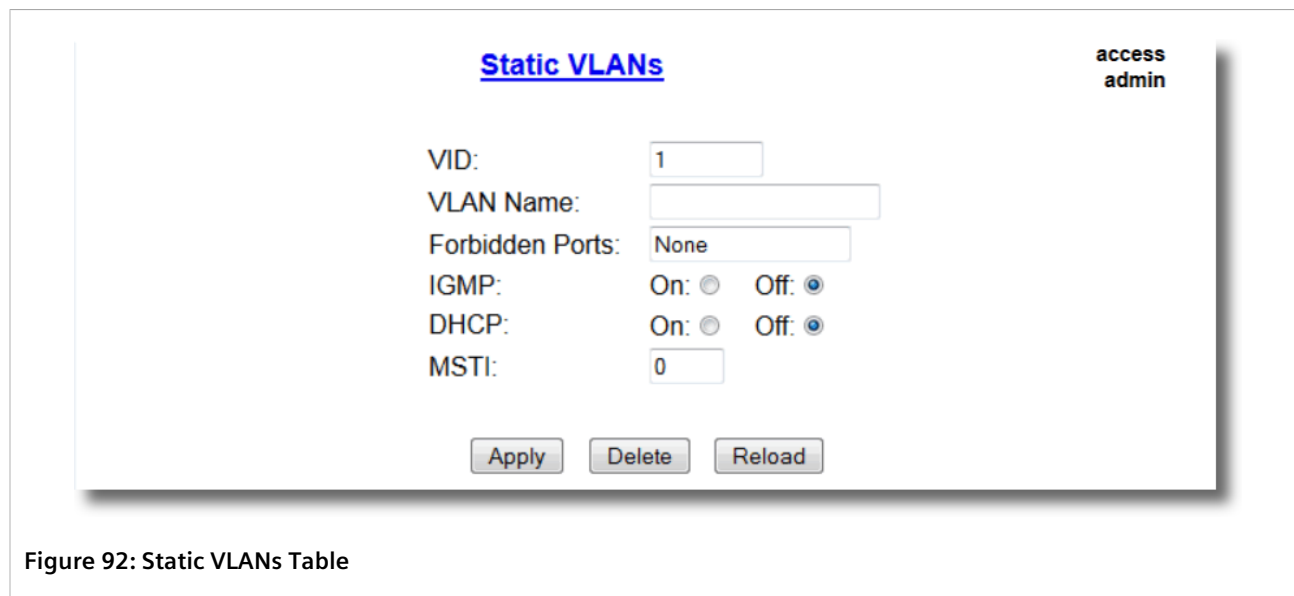 Static VLANs
access
admin
VID: 1
VLAN Name:
Forbidden Ports: None
IGMP: On: Off:
DHCP: On: Off:
MSTI: 0
Apply Delete Reload
Figure 92: Static VLANs Table